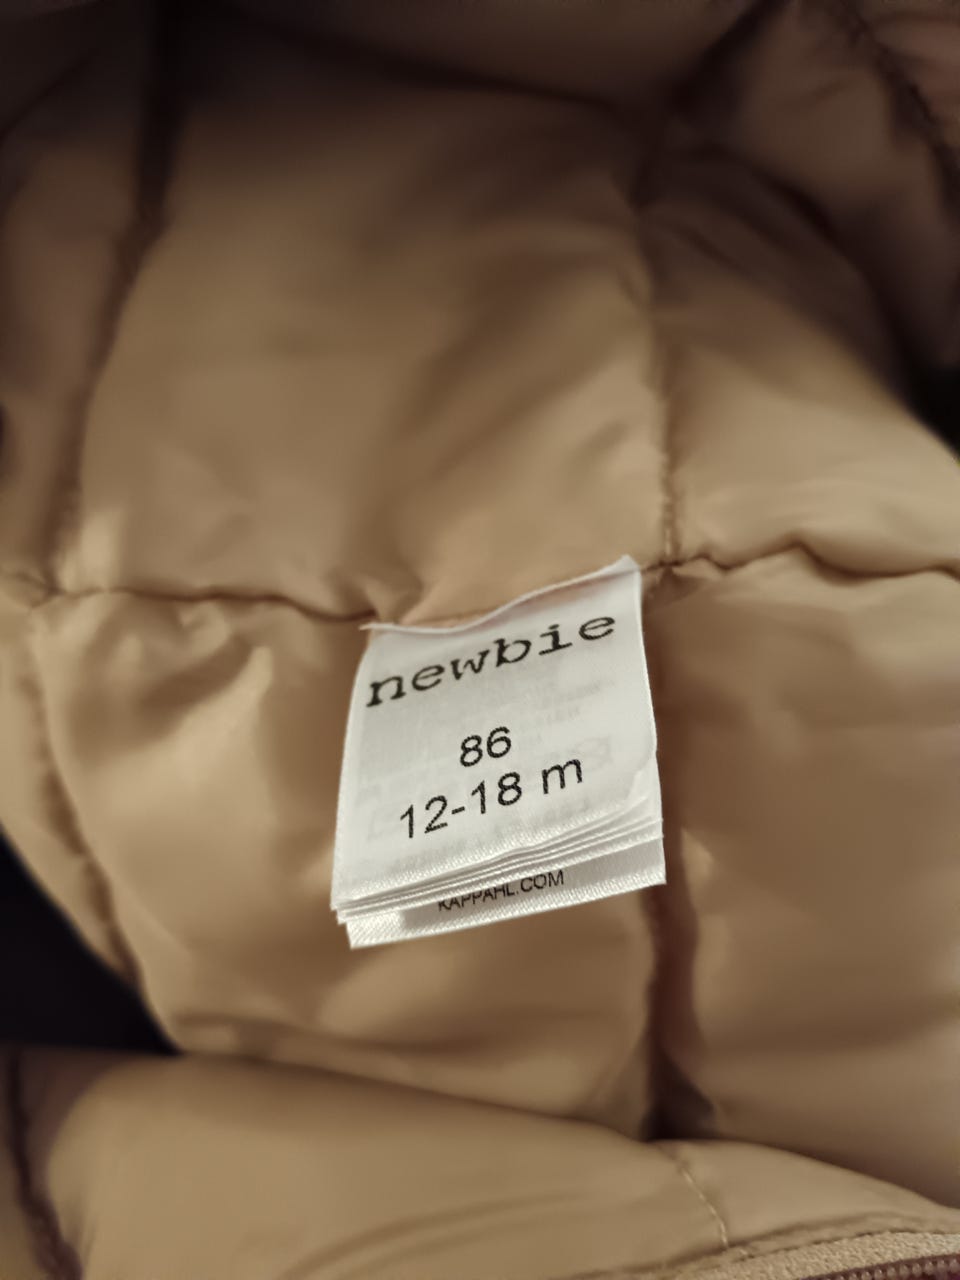 newbie
86
12-18 m
KAPPAHL.COM